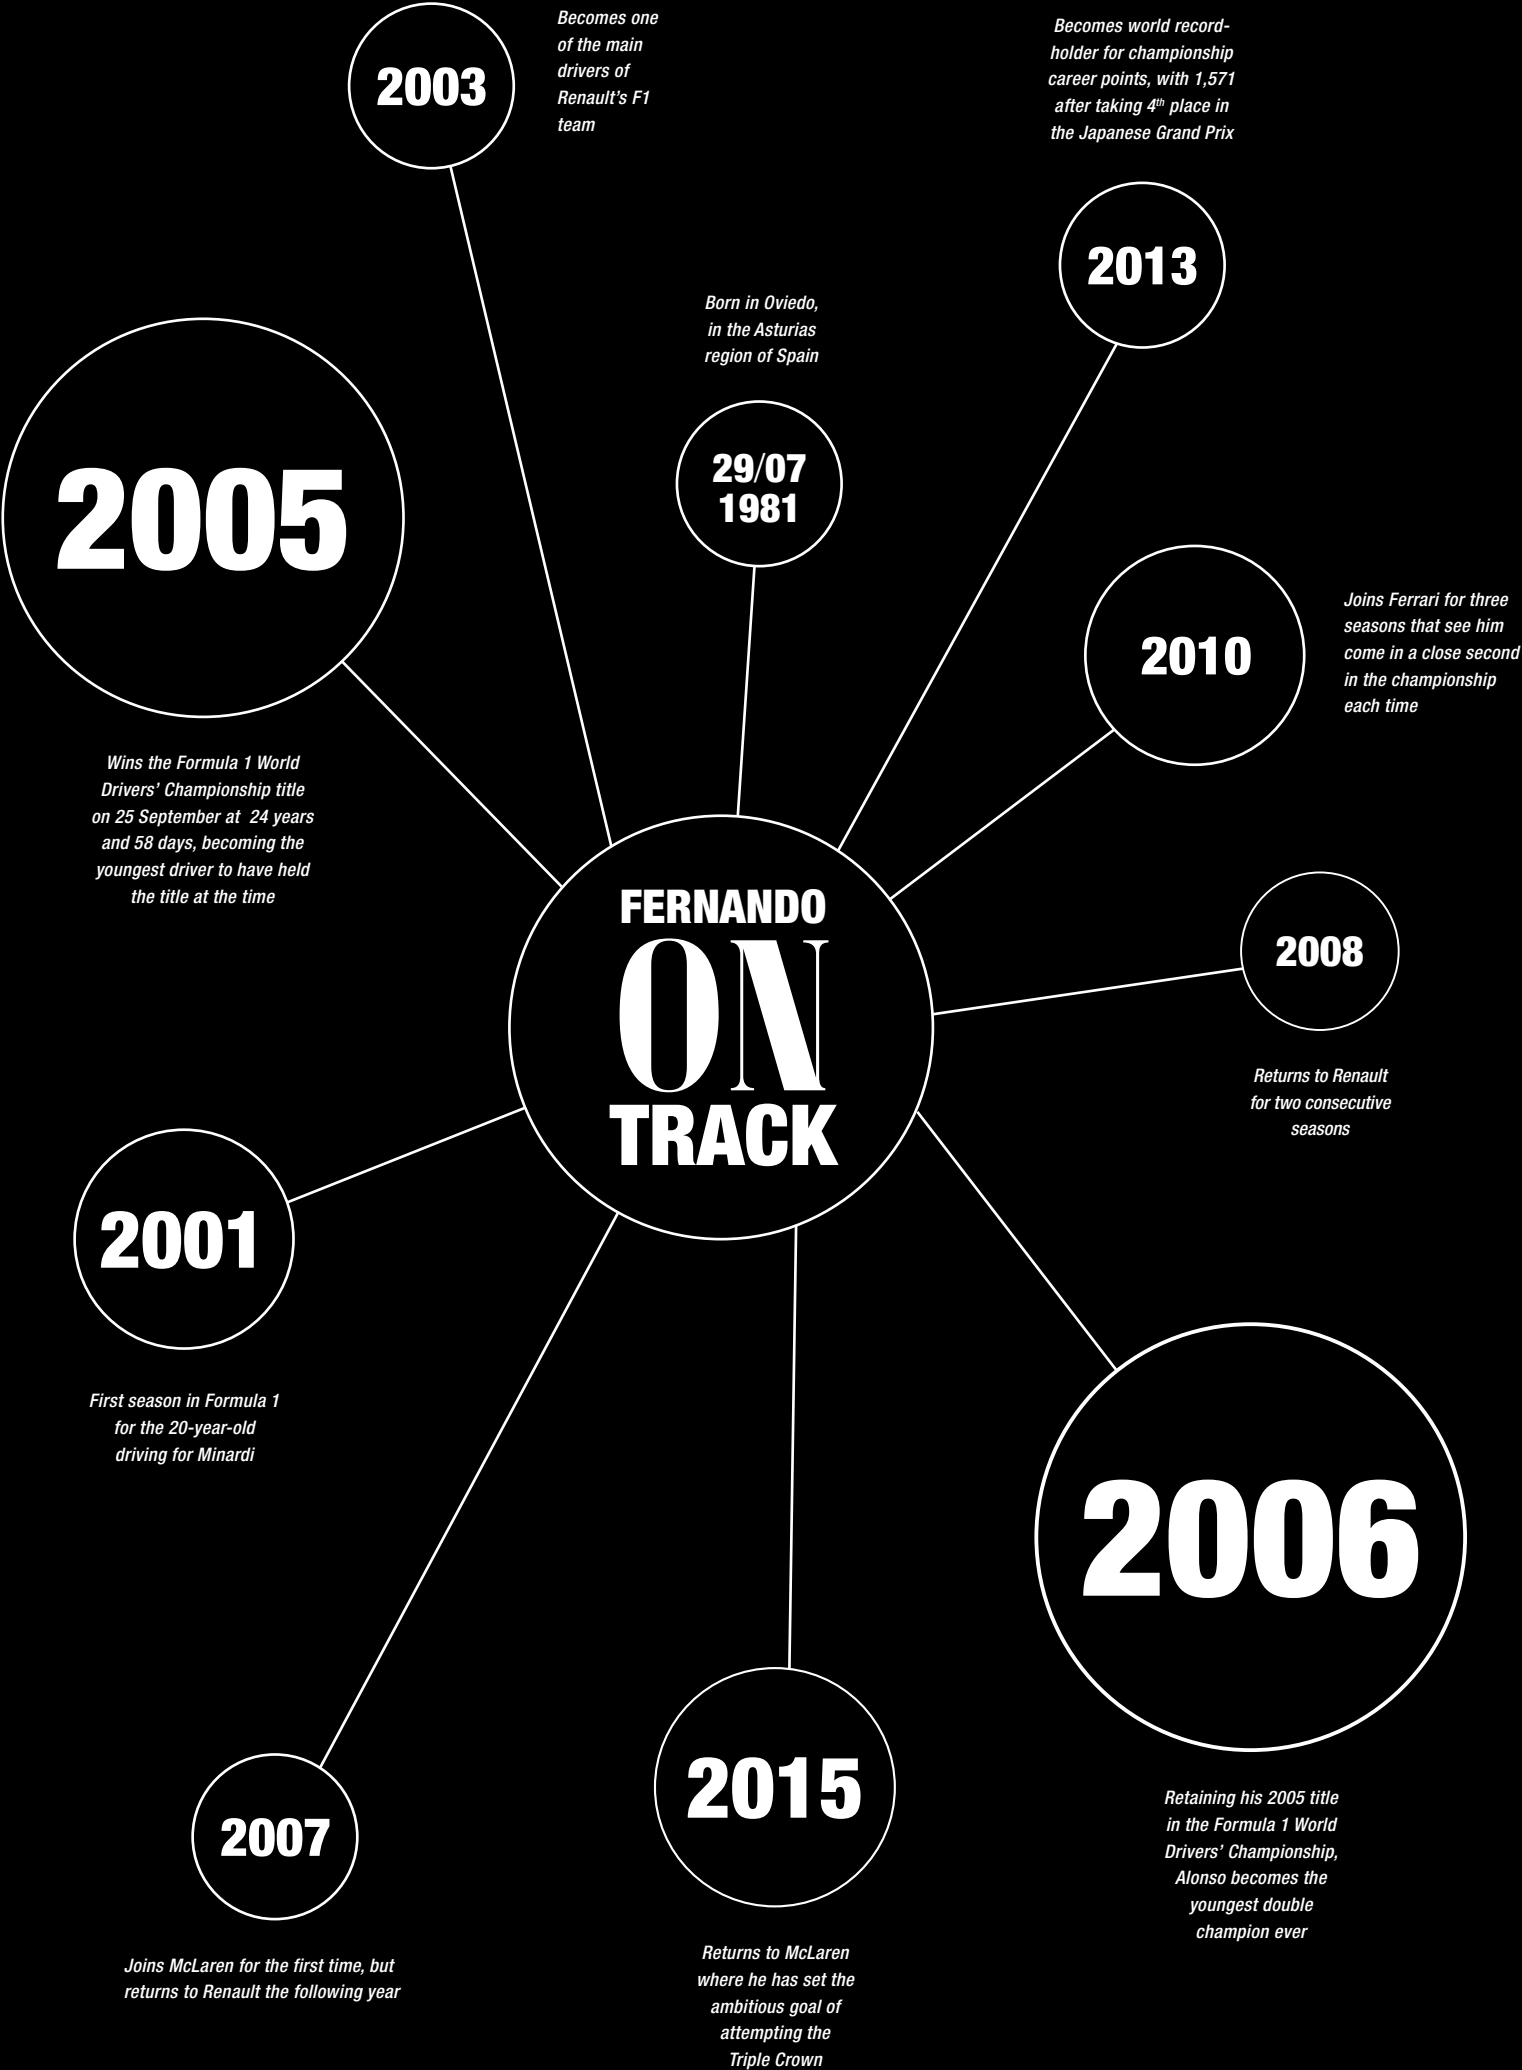 2003
Becomes one
of the main
drivers of
Renault's F1
team
Becomes world record-
holder for championship
career points, with 1,571
after taking 4th place in
the Japanese Grand Prix
2013
Born in Oviedo,
in the Asturias
region of Spain
29/07
1981
2005
Wins the Formula 1 World
Drivers' Championship title
on 25 September at 24 years
and 58 days, becoming the
youngest driver to have held
the title at the time
2010
Joins Ferrari for three
seasons that see him
come in a close second
in the championship
each time
FERNANDO
ON
TRACK
2008
Returns to Renault
for two consecutive
seasons
2001
First season in Formula 1
for the 20-year-old
driving for Minardi
2006
Retaining his 2005 title
in the Formula 1 World
Drivers' Championship,
Alonso becomes the
youngest double
champion ever
2007
Joins McLaren for the first time, but
returns to Renault the following year
2015
Returns to McLaren
where he has set the
ambitious goal of
attempting the
Triple Crown